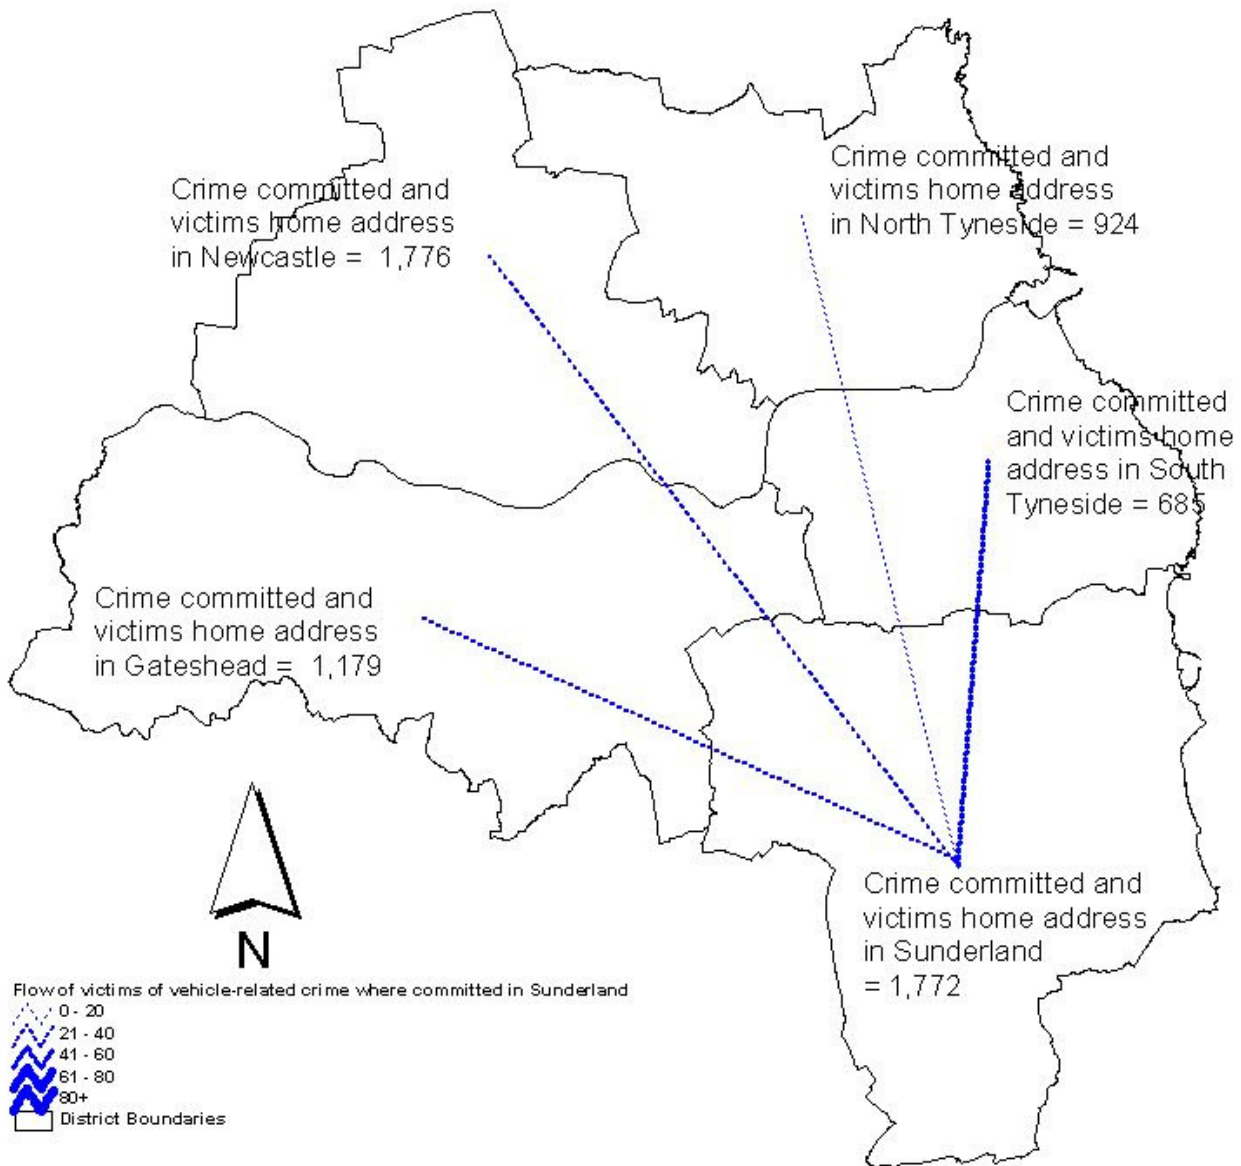 Crime committed and
victims home address
in North Tyneside = 924
Crime committed and
victims home address
in Newcastle =  1,776
Crime committed
and victims home
address in South
Tyneside = 685
Crime committed and
victims home address
in Gateshead =  1,179
Crime committed and
victims home address
in Sunderland
= 1,772
N
Flow of victims of vehicle-related crime where committed in Sunderland
0 - 20
21 - 40
41 - 60
61 - 80
80+
District Boundaries